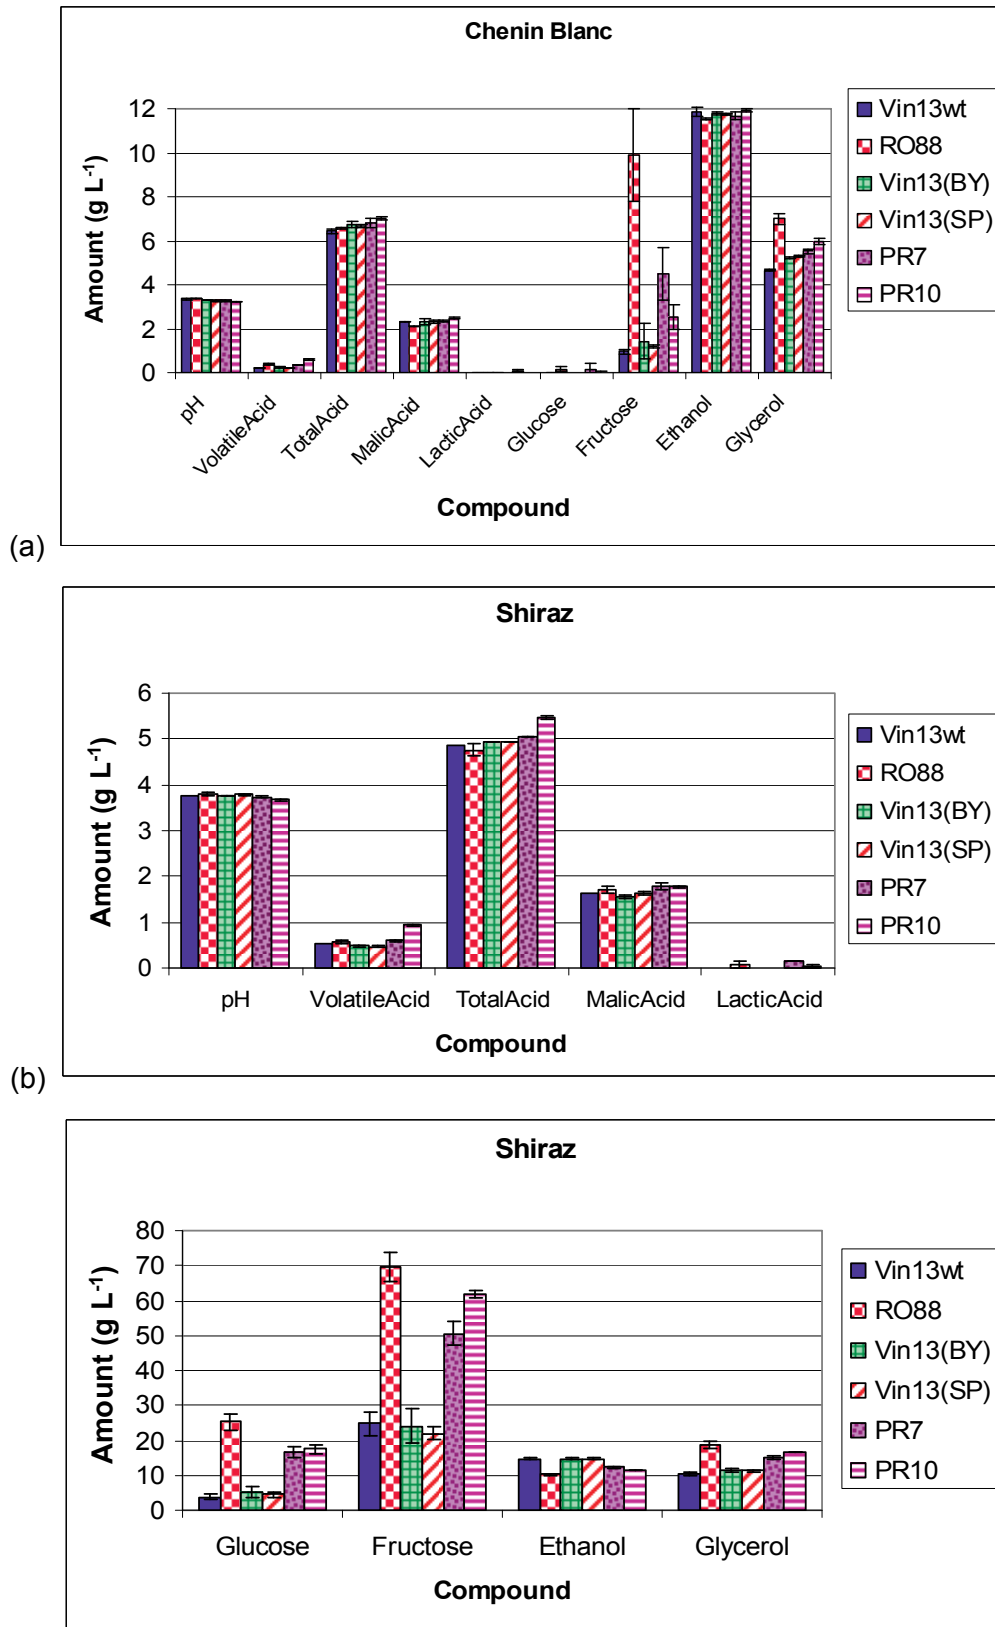 Chenin Blanc
12
10
8
6
4
2
0
Amount (g L-1)
pH
VolatileAcid
TotalAcid
MalicAcid
LacticAcid
Glucose
Fructose
Ethanol
Glycerol
Compound
Vin13wt
RO88
Vin13(BY)
Vin13(SP)
PR7
PR10
(a)
Shiraz
6
5
4
3
2
1
0
Amount (g L-1)
pH VolatileAcid TotalAcid MalicAcid LacticAcid
Compound
Vin13wt
RO88
Vin13(BY)
Vin13(SP)
PR7
PR10
(b)
Shiraz
80
70
60
50
40
30
20
10
0
Amount (g L-1)
Glucose Fructose Ethanol Glycerol
Compound
Vin13wt
RO88
Vin13(BY)
Vin13(SP)
PR7
PR10